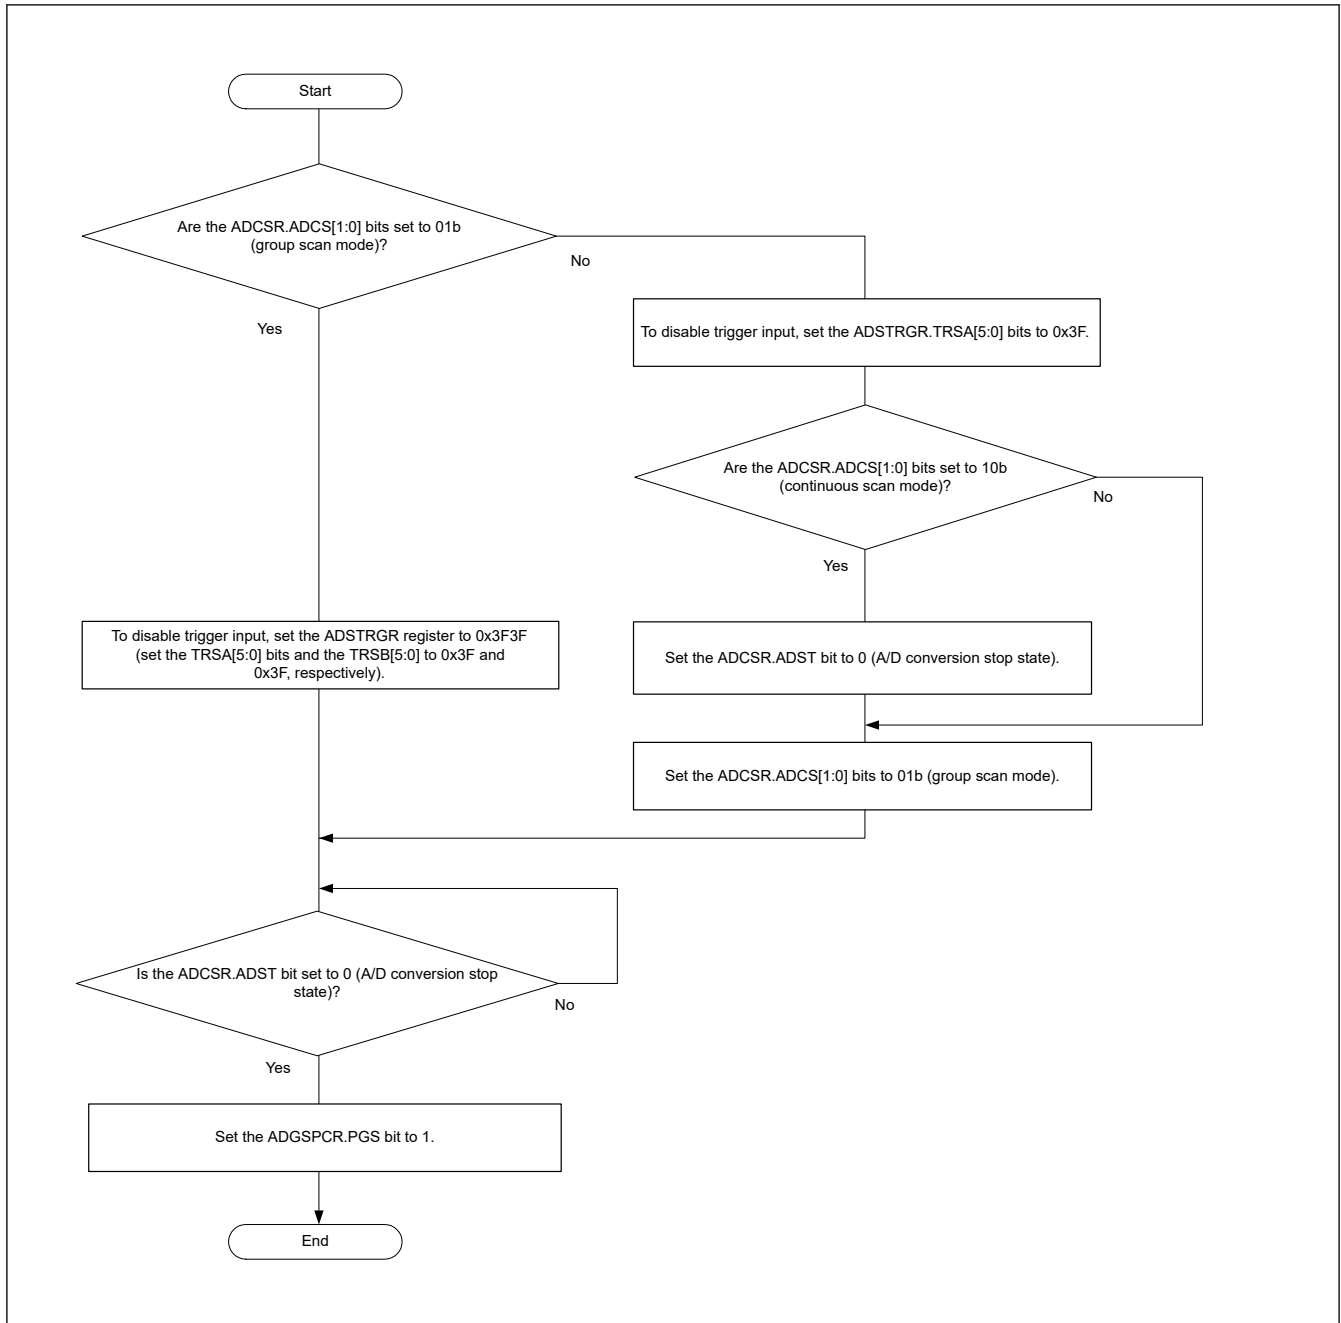 Start
Are the ADCSR.ADCS[1:0] bits set to 01b
(group scan mode)?
No
Yes
To disable trigger input, set the ADSTRGR.TRSA[5:0] bits to 0x3F.
Are the ADCSR.ADCS[1:0] bits set to 10b
(continuous scan mode)?
No
Yes
To disable trigger input, set the ADSTRGR register to 0x3F3F
(set the TRSA[5:0] bits and the TRSB[5:0] to 0x3F and
0x3F, respectively).
Set the ADCSR.ADST bit to 0 (A/D conversion stop state).
Set the ADCSR.ADCS[1:0] bits to 01b (group scan mode).
Is the ADCSR.ADST bit set to 0 (A/D conversion stop
state)?
No
Yes
Set the ADGSPCR.PGS bit to 1.
End